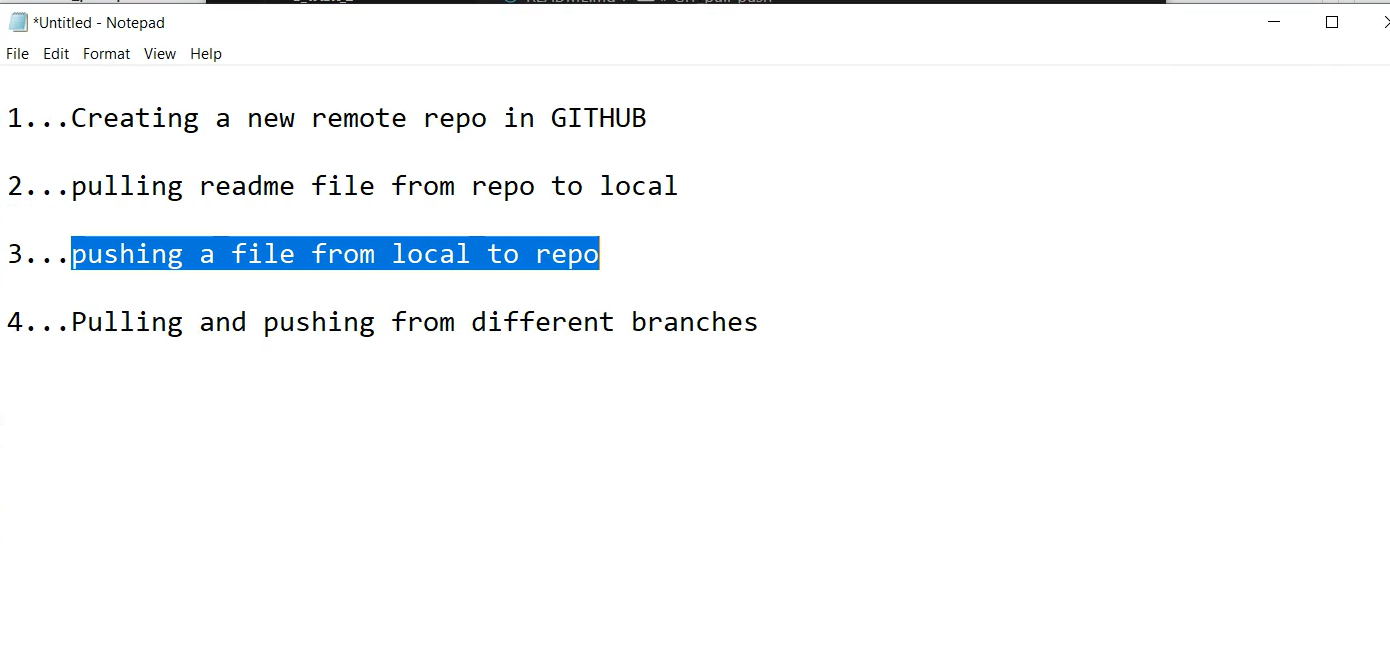 *Untitled - Notepad
File Edit Format View Help
1...Creating a new remote repo in GITHUB
2...pulling readme file from repo to local
3...pushing a file from local to repo
4...Pulling and pushing from different branches